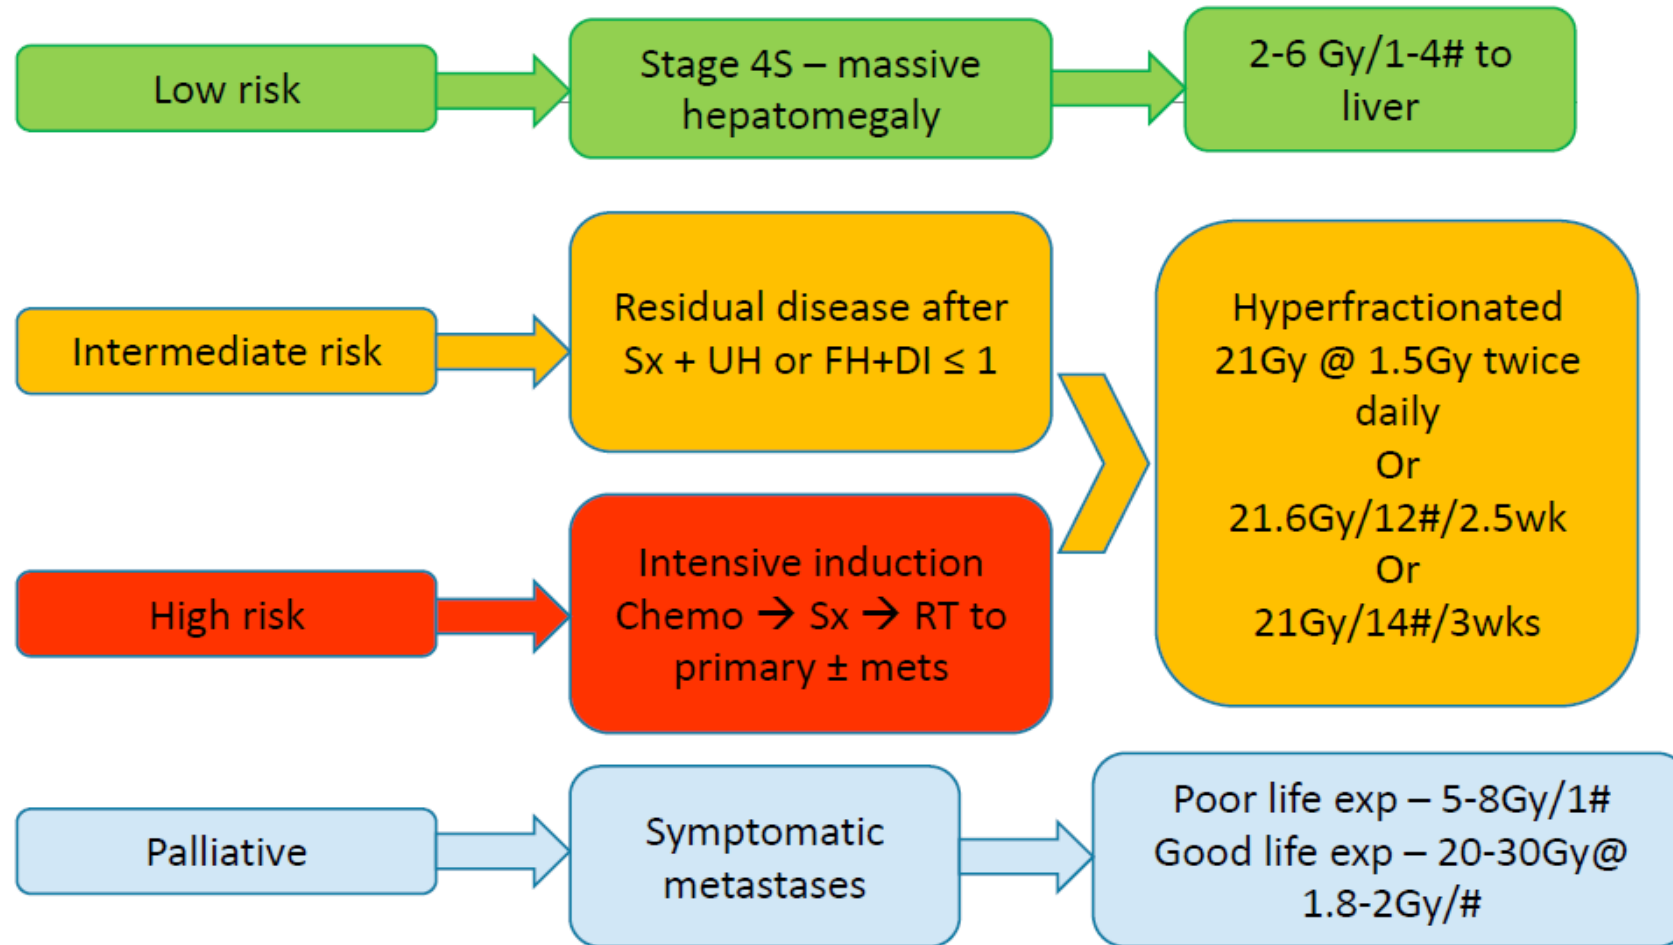 Low risk
Stage 4S – massive
hepatomegaly
2-6 Gy/1-4# to
liver
Intermediate risk
Residual disease after
Sx + UH or FH+DI ≤ 1
Hyperfractionated
21Gy @ 1.5Gy twice
daily
Or
21.6Gy/12#/2.5wk
Or
21Gy/14#/3wks
High risk
Intensive induction
Chemo → Sx → RT to
primary ± mets
Palliative
Symptomatic
metastases
Poor life exp – 5-8Gy/1#
Good life exp – 20-30Gy@
1.8-2Gy/#